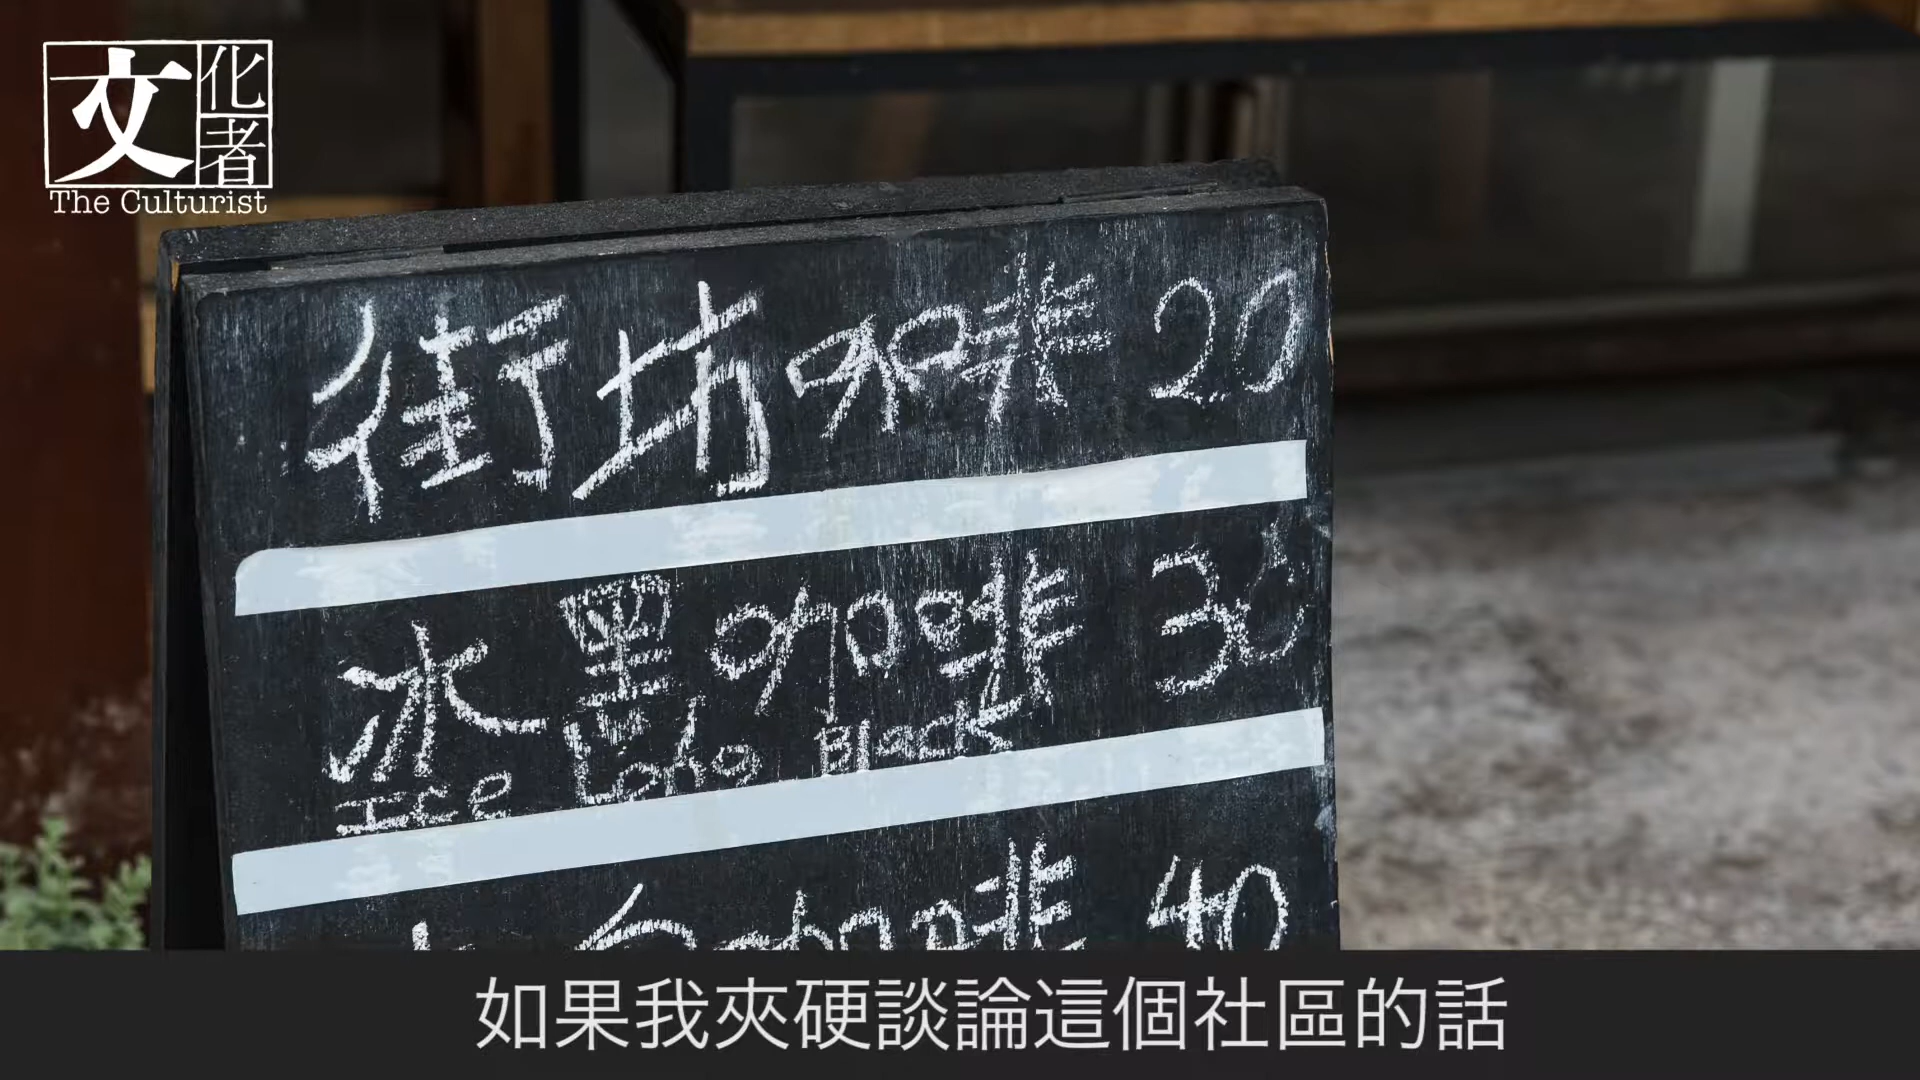 文化者
The Culturist
街坊咖啡 20
冰黑咖啡 30
Ice Long Black
咖啡 40
如果我夾硬談論這個社區的話